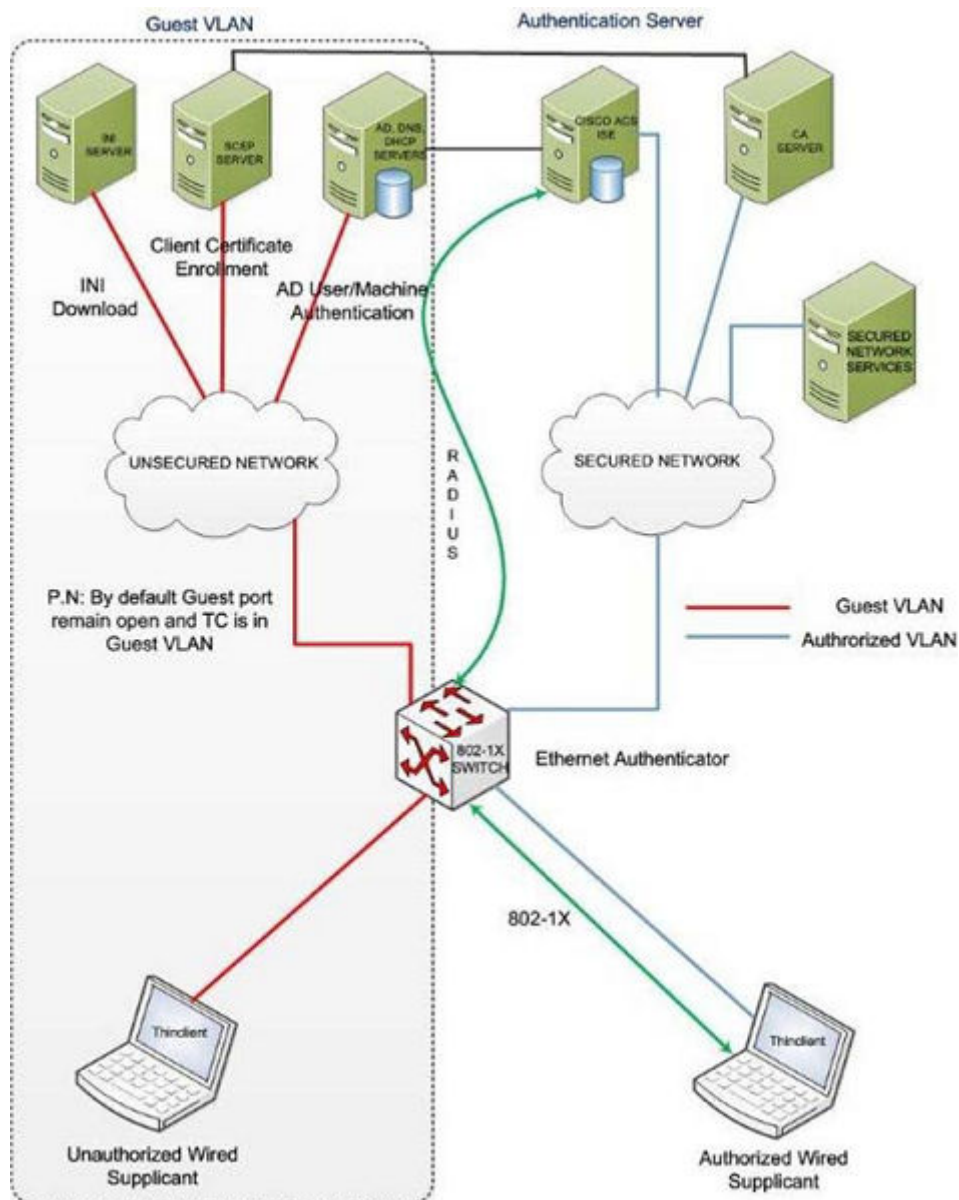 Guest VLAN
Authentication Server
INI
SERVER
SCEP
SERVER
AD, DNS,
DHCP
SERVERS
CISCO ACS
ISE
CA
SERVER
Client Certificate
Enrollment
INI
Download
AD User/Machine
Authentication
SECURED
NETWORK
SERVICES
UNSECURED NETWORK
RADIUS
SECURED NETWORK
P.N: By default Guest port
remain open and TC is in
Guest VLAN
Guest VLAN
Authrorized VLAN
802-1X
SWITCH
Ethernet Authenticator
802-1X
Thinclient
Thinclient
Unauthorized Wired
Supplicant
Authorized Wired
Supplicant